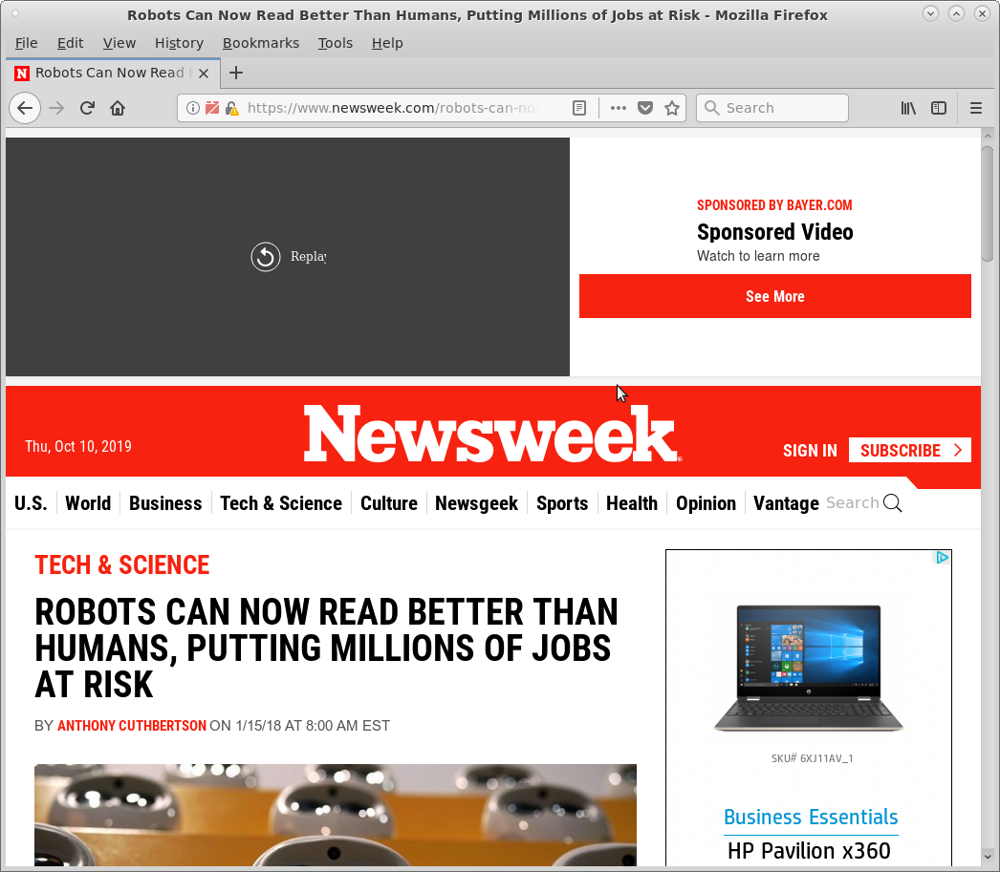 Robots Can Now Read Better Than Humans, Putting Millions of Jobs at Risk - Mozilla Firefox
File Edit View History Bookmarks Tools Help
Robots Can Now Read
https://www.newsweek.com/robots-can-no
Search
SPONSORED BY BAYER.COM
Sponsored Video
Watch to learn more
Replay
See More
Newsweek
Thu, Oct 10, 2019
SIGN IN SUBSCRIBE
U.S. World Business Tech & Science Culture Newsgeek Sports Health Opinion Vantage Search
TECH & SCIENCE
ROBOTS CAN NOW READ BETTER THAN
HUMANS, PUTTING MILLIONS OF JOBS
AT RISK
BY ANTHONY CUTHBERTSON ON 1/15/18 AT 8:00 AM EST
SKU# 6XJ11AV_1
Business Essentials
HP Pavilion x360